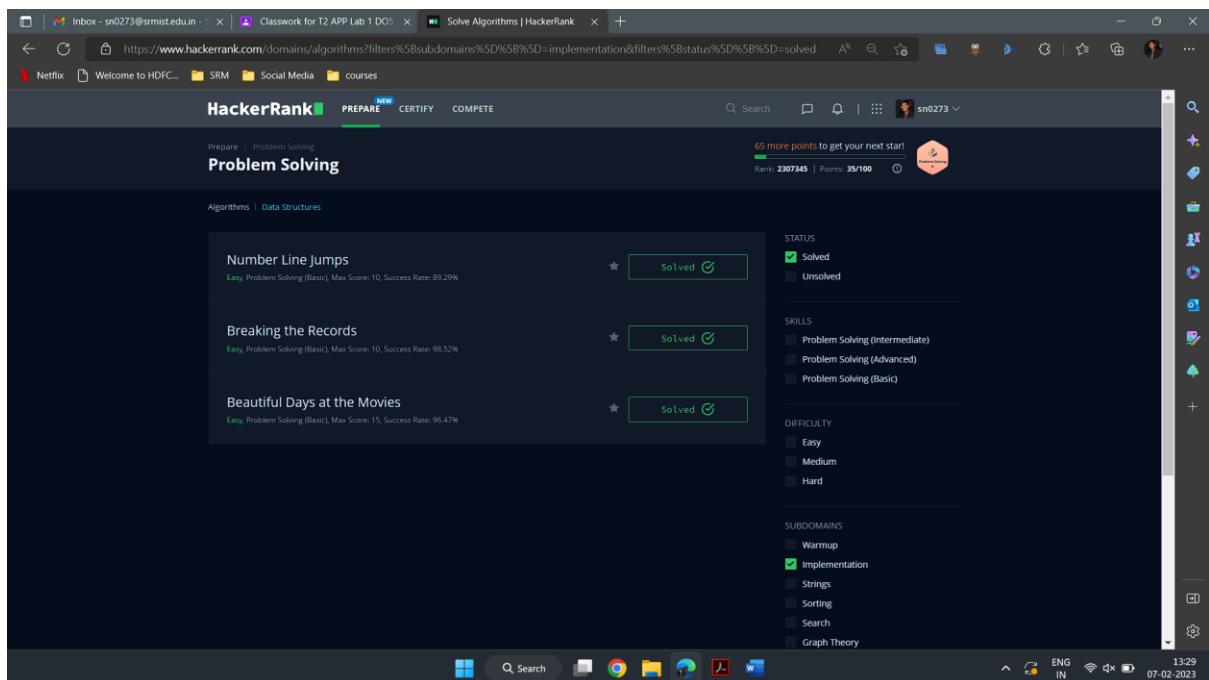 Inbox - sn0273@srmist.edu.in - S
Classwork for T2 APP Lab 1 DOS
Solve Algorithms | HackerRank
https://www.hackerrank.com/domains/algorithms?filters%5Bsubdomains%5D%5B%5D=implementation&filters%5Bstatus%5D%5B%5D=solved
Netflix
Welcome to HDFC...
SRM
Social Media
courses
HackerRank
PREPARE
NEW
CERTIFY
COMPETE
Search
sn0273
Prepare > Problem Solving
Problem Solving
65 more points to get your next star!
Rank: 2307345 | Points: 35/100
Problem Solving
Algorithms | Data Structures
Number Line Jumps
Easy, Problem Solving (Basic), Max Score: 10, Success Rate: 89.29%
Solved
Breaking the Records
Easy, Problem Solving (Basic), Max Score: 10, Success Rate: 98.52%
Solved
Beautiful Days at the Movies
Easy, Problem Solving (Basic), Max Score: 15, Success Rate: 96.47%
Solved
STATUS
Solved
Unsolved
SKILLS
Problem Solving (Intermediate)
Problem Solving (Advanced)
Problem Solving (Basic)
DIFFICULTY
Easy
Medium
Hard
SUBDOMAINS
Warmup
Implementation
Strings
Sorting
Search
Graph Theory
Search
ENG
IN
13:29
07-02-2023